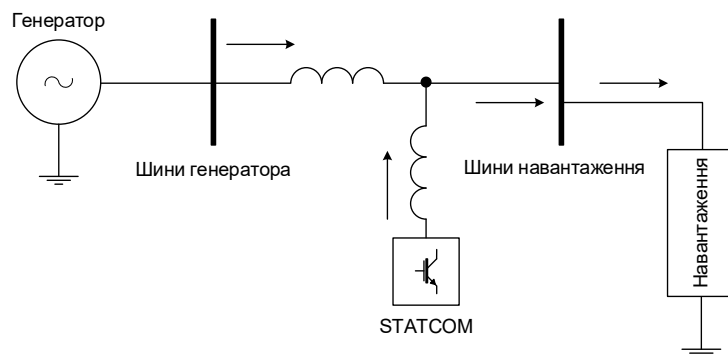 Генератор
Шини генератора
Шини навантаження
Навантаження
STATCOM